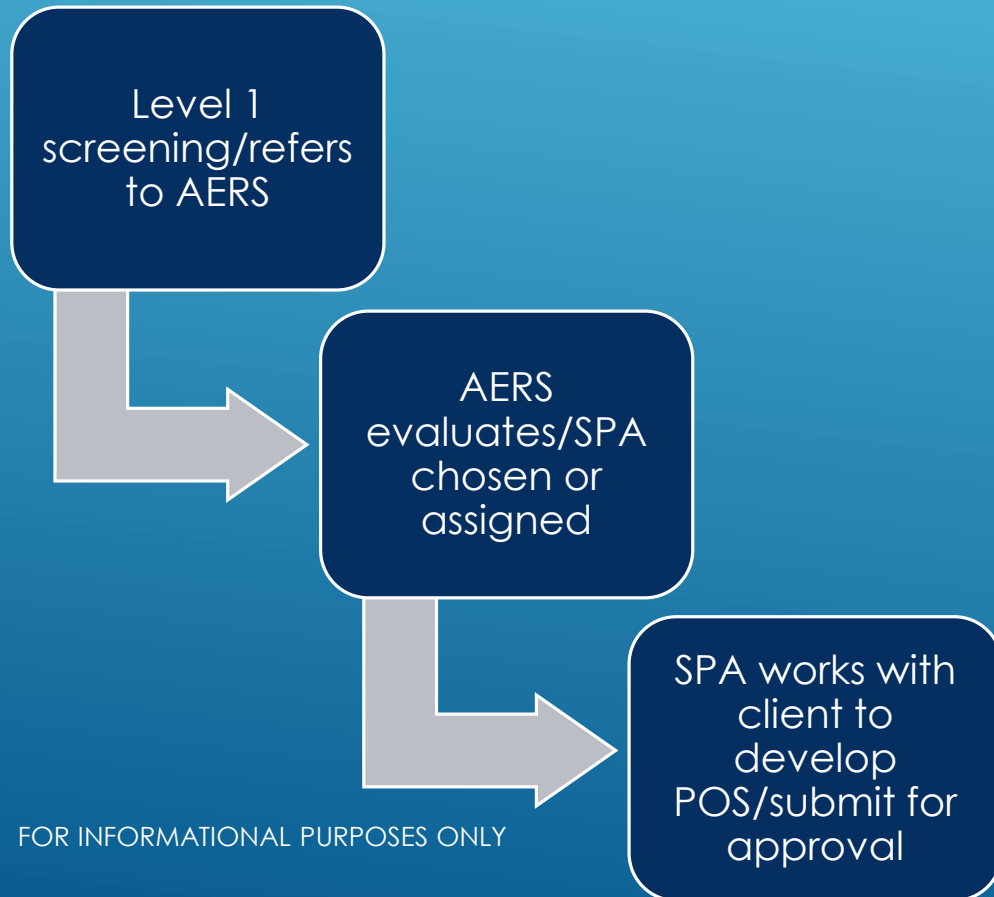 Level 1
screening/refers
to AERS
AERS
evaluates/SPA
chosen or
assigned
SPA works with
client to
develop
POS/submit for
approval
FOR INFORMATIONAL PURPOSES ONLY